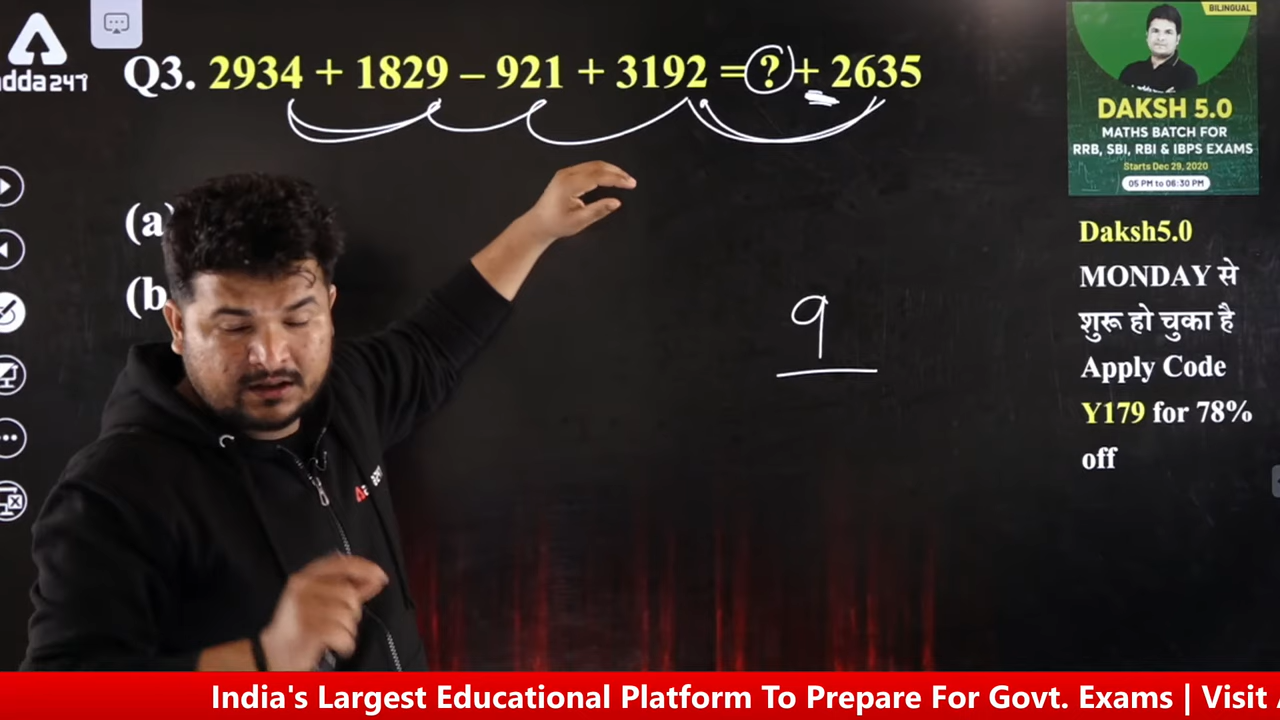 adda247
Q3. 2934 + 1829 – 921 + 3192 = ? + 2635
(a)
(b
9
BILINGUAL
DAKSH 5.0
MATHS BATCH FOR
RRB, SBI, RBI & IBPS EXAMS
Starts Dec 29, 2020
05 PM to 06:30 PM
Daksh5.0
MONDAY से
शुरू हो चुका है
Apply Code
Y179 for 78%
off
India's Largest Educational Platform To Prepare For Govt. Exams | Visit